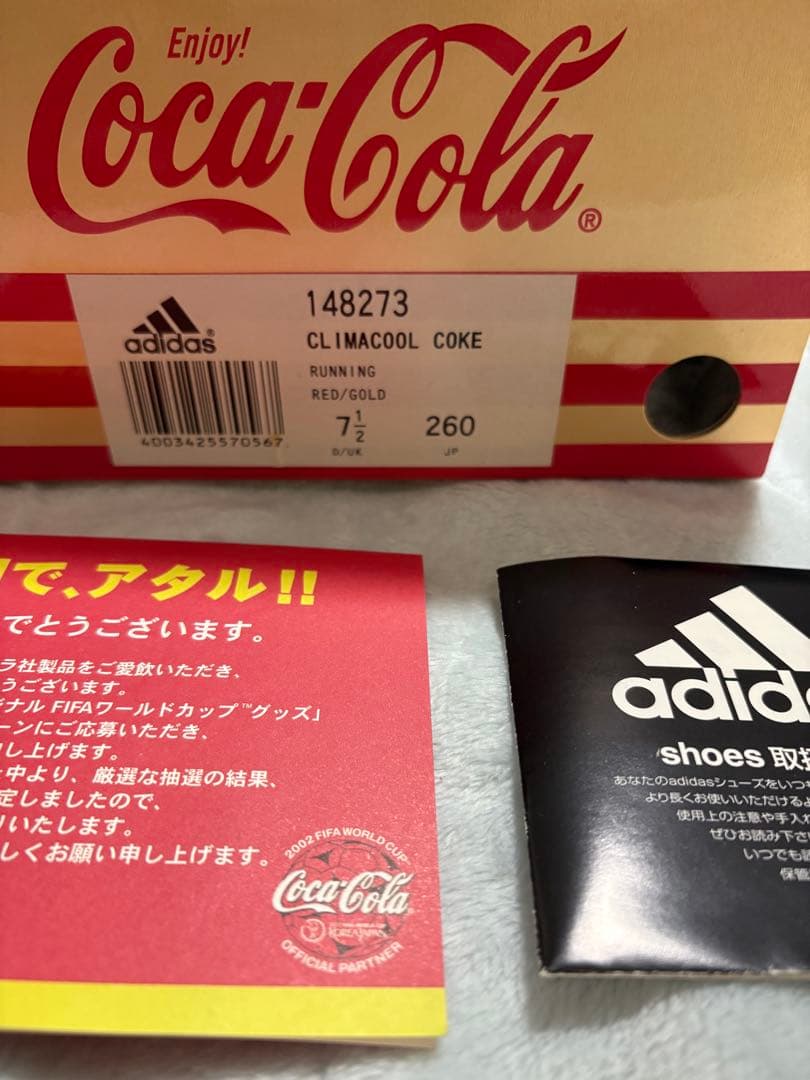 Enjoy!
Coca-Cola®
adidas®
148273
CLIMACOOL COKE
RUNNING
RED/GOLD
7 1/2 260
D/UK JP
4003425570567
で、アタル!!
でとうございます。
ラ社製品をご愛飲いただき、
うございます。
ジナル FIFAワールドカップ™グッズ」
ーンにご応募いただき、
し上げます。
中より、厳選な抽選の結果、
定しましたので、
りいたします。
しくお願い申し上げます。
2002 FIFA WORLD CUP™
Coca-Cola
KOREA JAPAN
OFFICIAL PARTNER
adid
shoes 取扱
あなたのadidasシューズをいつも
より長くお使いいただけるよ
使用上の注意や手入れ
ぜひお読み下さ
いつでも
保管